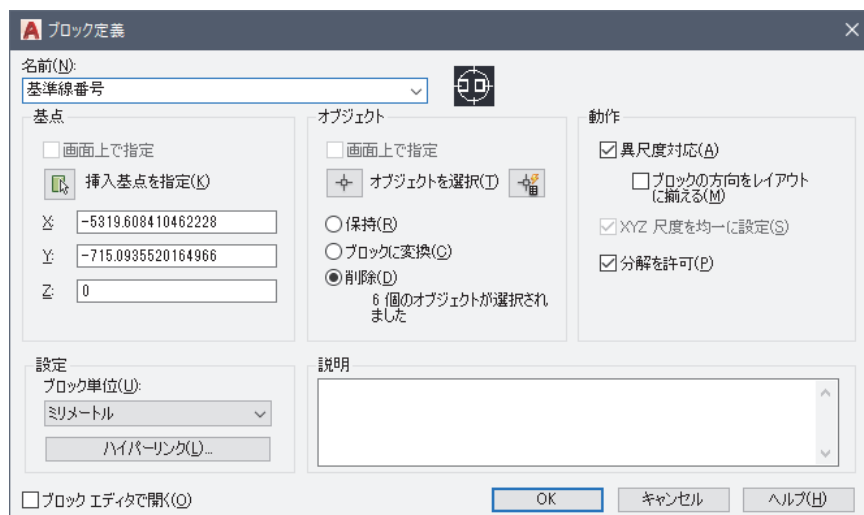 ブロック定義
名前(N):
基準線番号
基点
画面上で指定
挿入基点を指定(K)
X: -5319.608410462228
Y: -715.0935520164966
Z: 0
オブジェクト
画面上で指定
オブジェクトを選択(T)
保持(R)
ブロックに変換(C)
削除(D)
6 個のオブジェクトが選択され
ました
動作
異尺度対応(A)
ブロックの方向をレイアウト
に揃える(M)
XYZ 尺度を均一に設定(S)
分解を許可(P)
設定
ブロック単位(U):
ミリメートル
ハイパーリンク(L)...
説明
ブロック エディタで開く(O)
OK
キャンセル
ヘルプ(H)